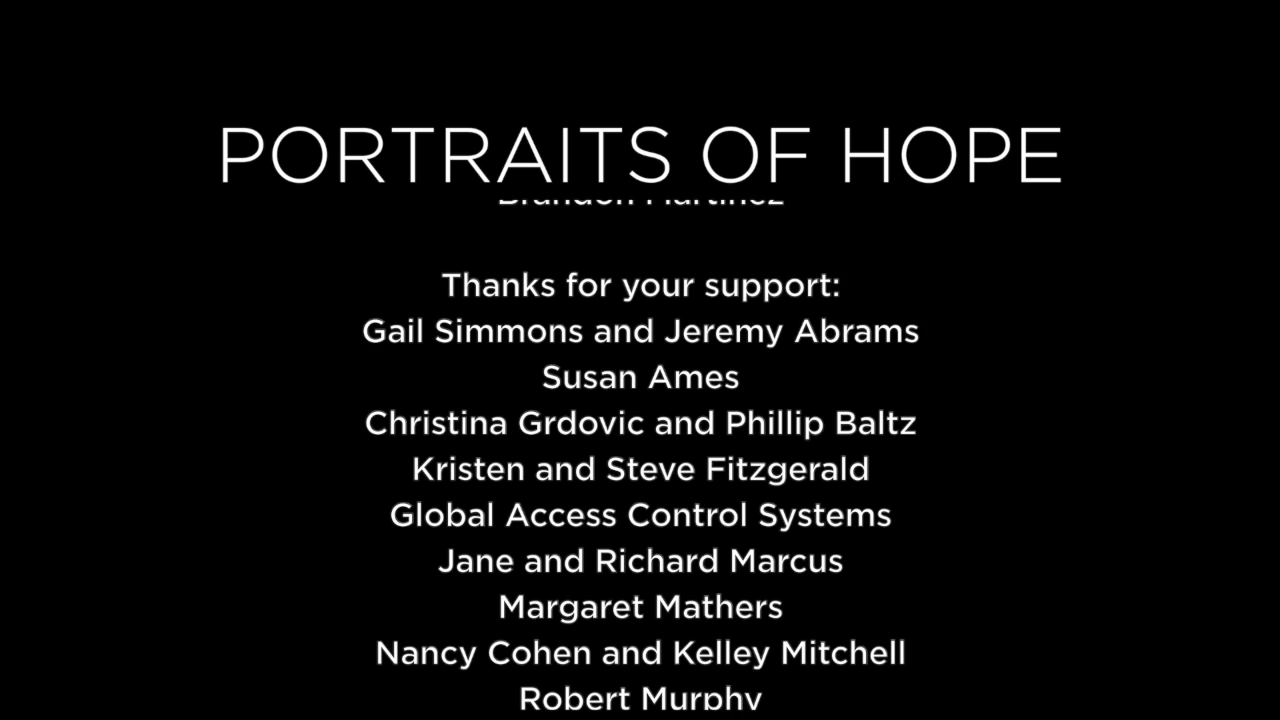 PORTRAITS OF HOPE
Brandon Martinez
Thanks for your support:
Gail Simmons and Jeremy Abrams
Susan Ames
Christina Grdovic and Phillip Baltz
Kristen and Steve Fitzgerald
Global Access Control Systems
Jane and Richard Marcus
Margaret Mathers
Nancy Cohen and Kelley Mitchell
Robert Murphy